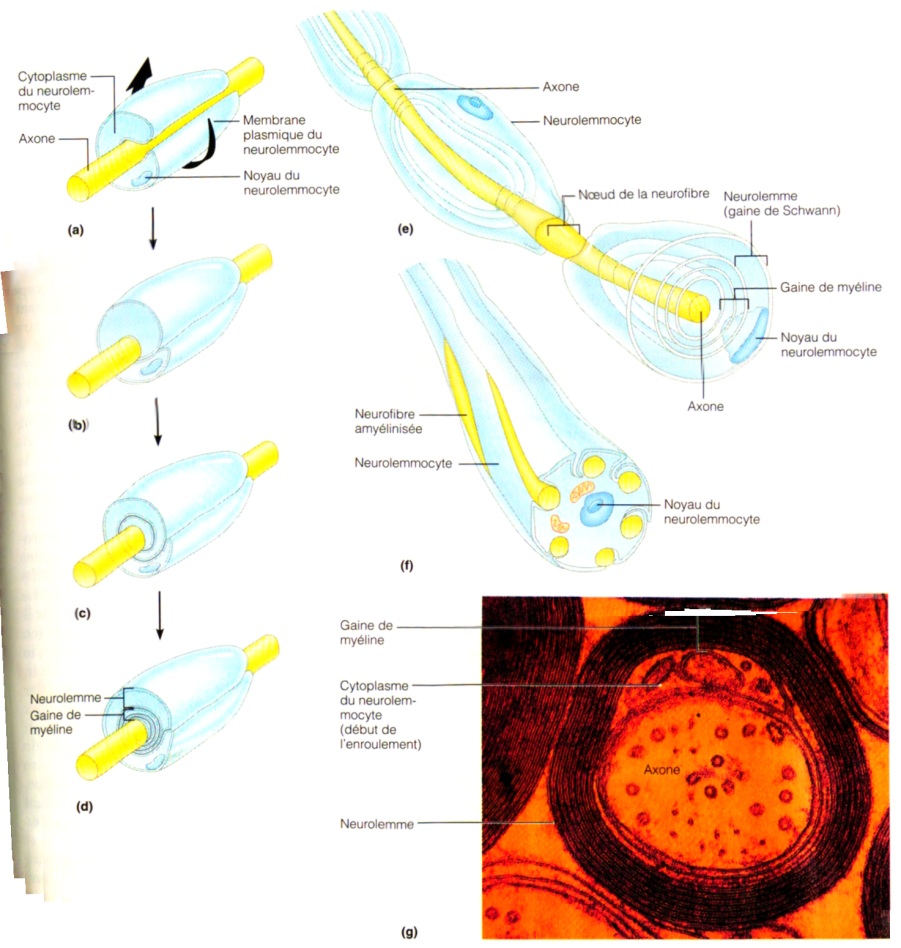 Cytoplasme
du neurolem-
mocyte
Axone
Membrane
plasmique du
neurolemmocyte
Noyau du
neurolemmocyte
(a)
(b)
(c)
Neurolemme
Gaine de
myéline
(d)
Axone
Neurolemmocyte
Nœud de la neurofibre
Neurolemme
(gaine de Schwann)
Gaine de myéline
Noyau du
neurolemmocyte
Axone
(e)
Neurofibre
amyélinisée
Neurolemmocyte
Noyau du
neurolemmocyte
(f)
Gaine de
myéline
Cytoplasme
du neurolem-
mocyte
(début de
l'enroulement)
Axone
Neurolemme
(g)